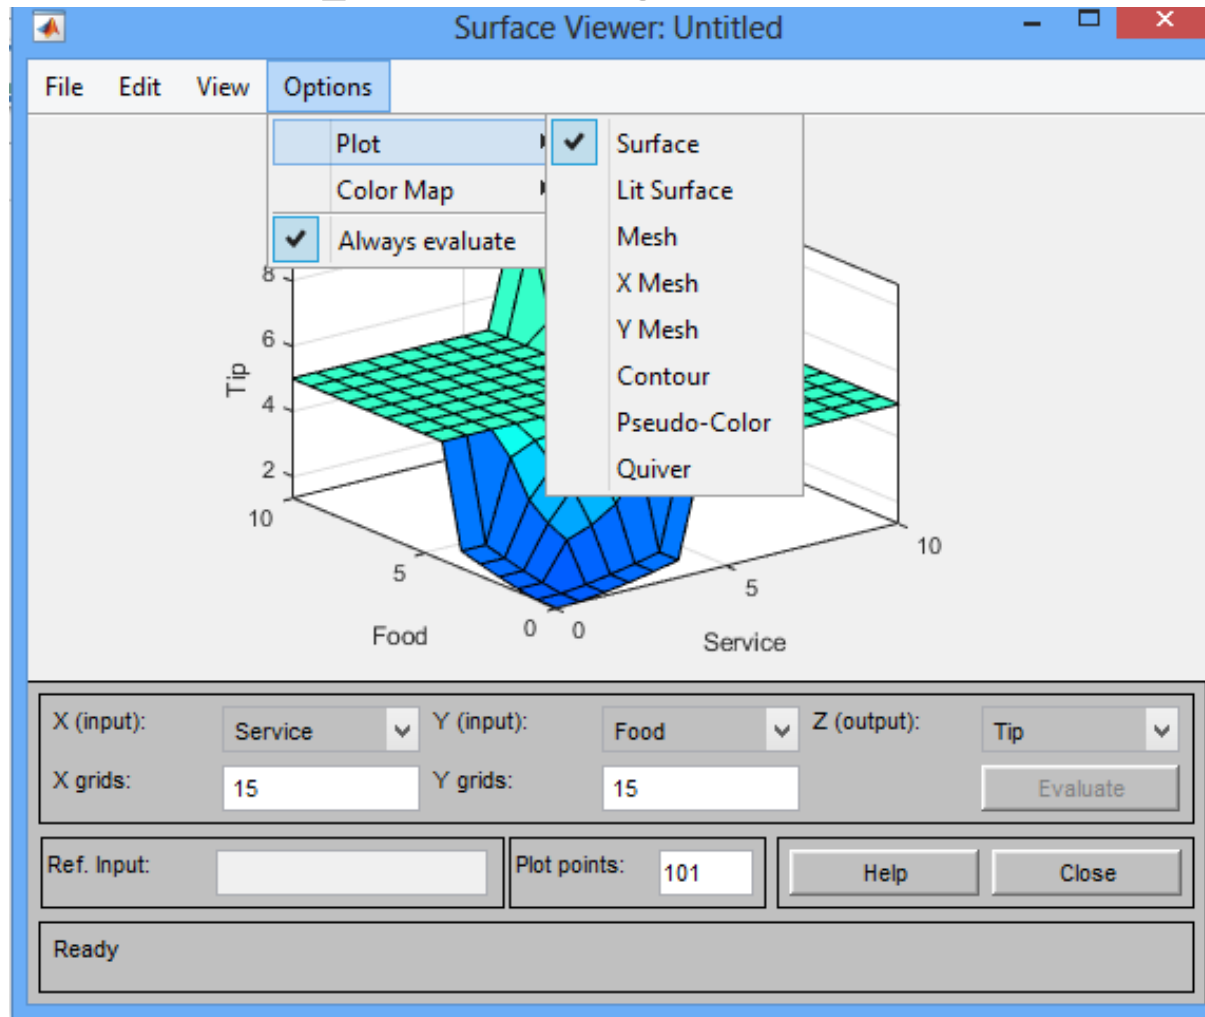 Surface Viewer: Untitled
File Edit View Options
Plot
Color Map
Always evaluate
Surface
Lit Surface
Mesh
X Mesh
Y Mesh
Contour
Pseudo-Color
Quiver
8
6
4
2
Tip
10
5
0
Food
0
5
10
Service
X (input): Service Y (input): Food Z (output): Tip
X grids: 15 Y grids: 15 Evaluate
Ref. Input: Plot points: 101 Help Close
Ready